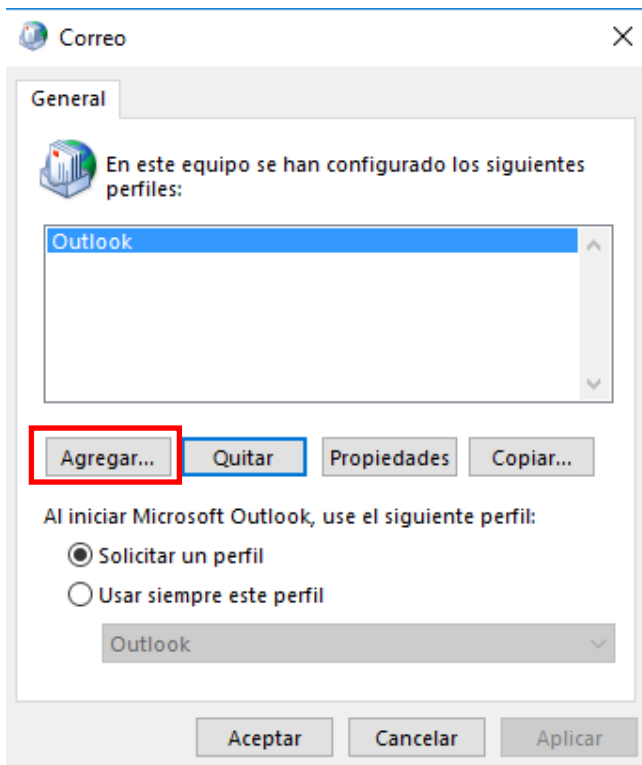 Correo
General
En este equipo se han configurado los siguientes
perfiles:
Outlook
Agregar... Quitar Propiedades Copiar...
Al iniciar Microsoft Outlook, use el siguiente perfil:
Solicitar un perfil
Usar siempre este perfil
Outlook
Aceptar Cancelar Aplicar